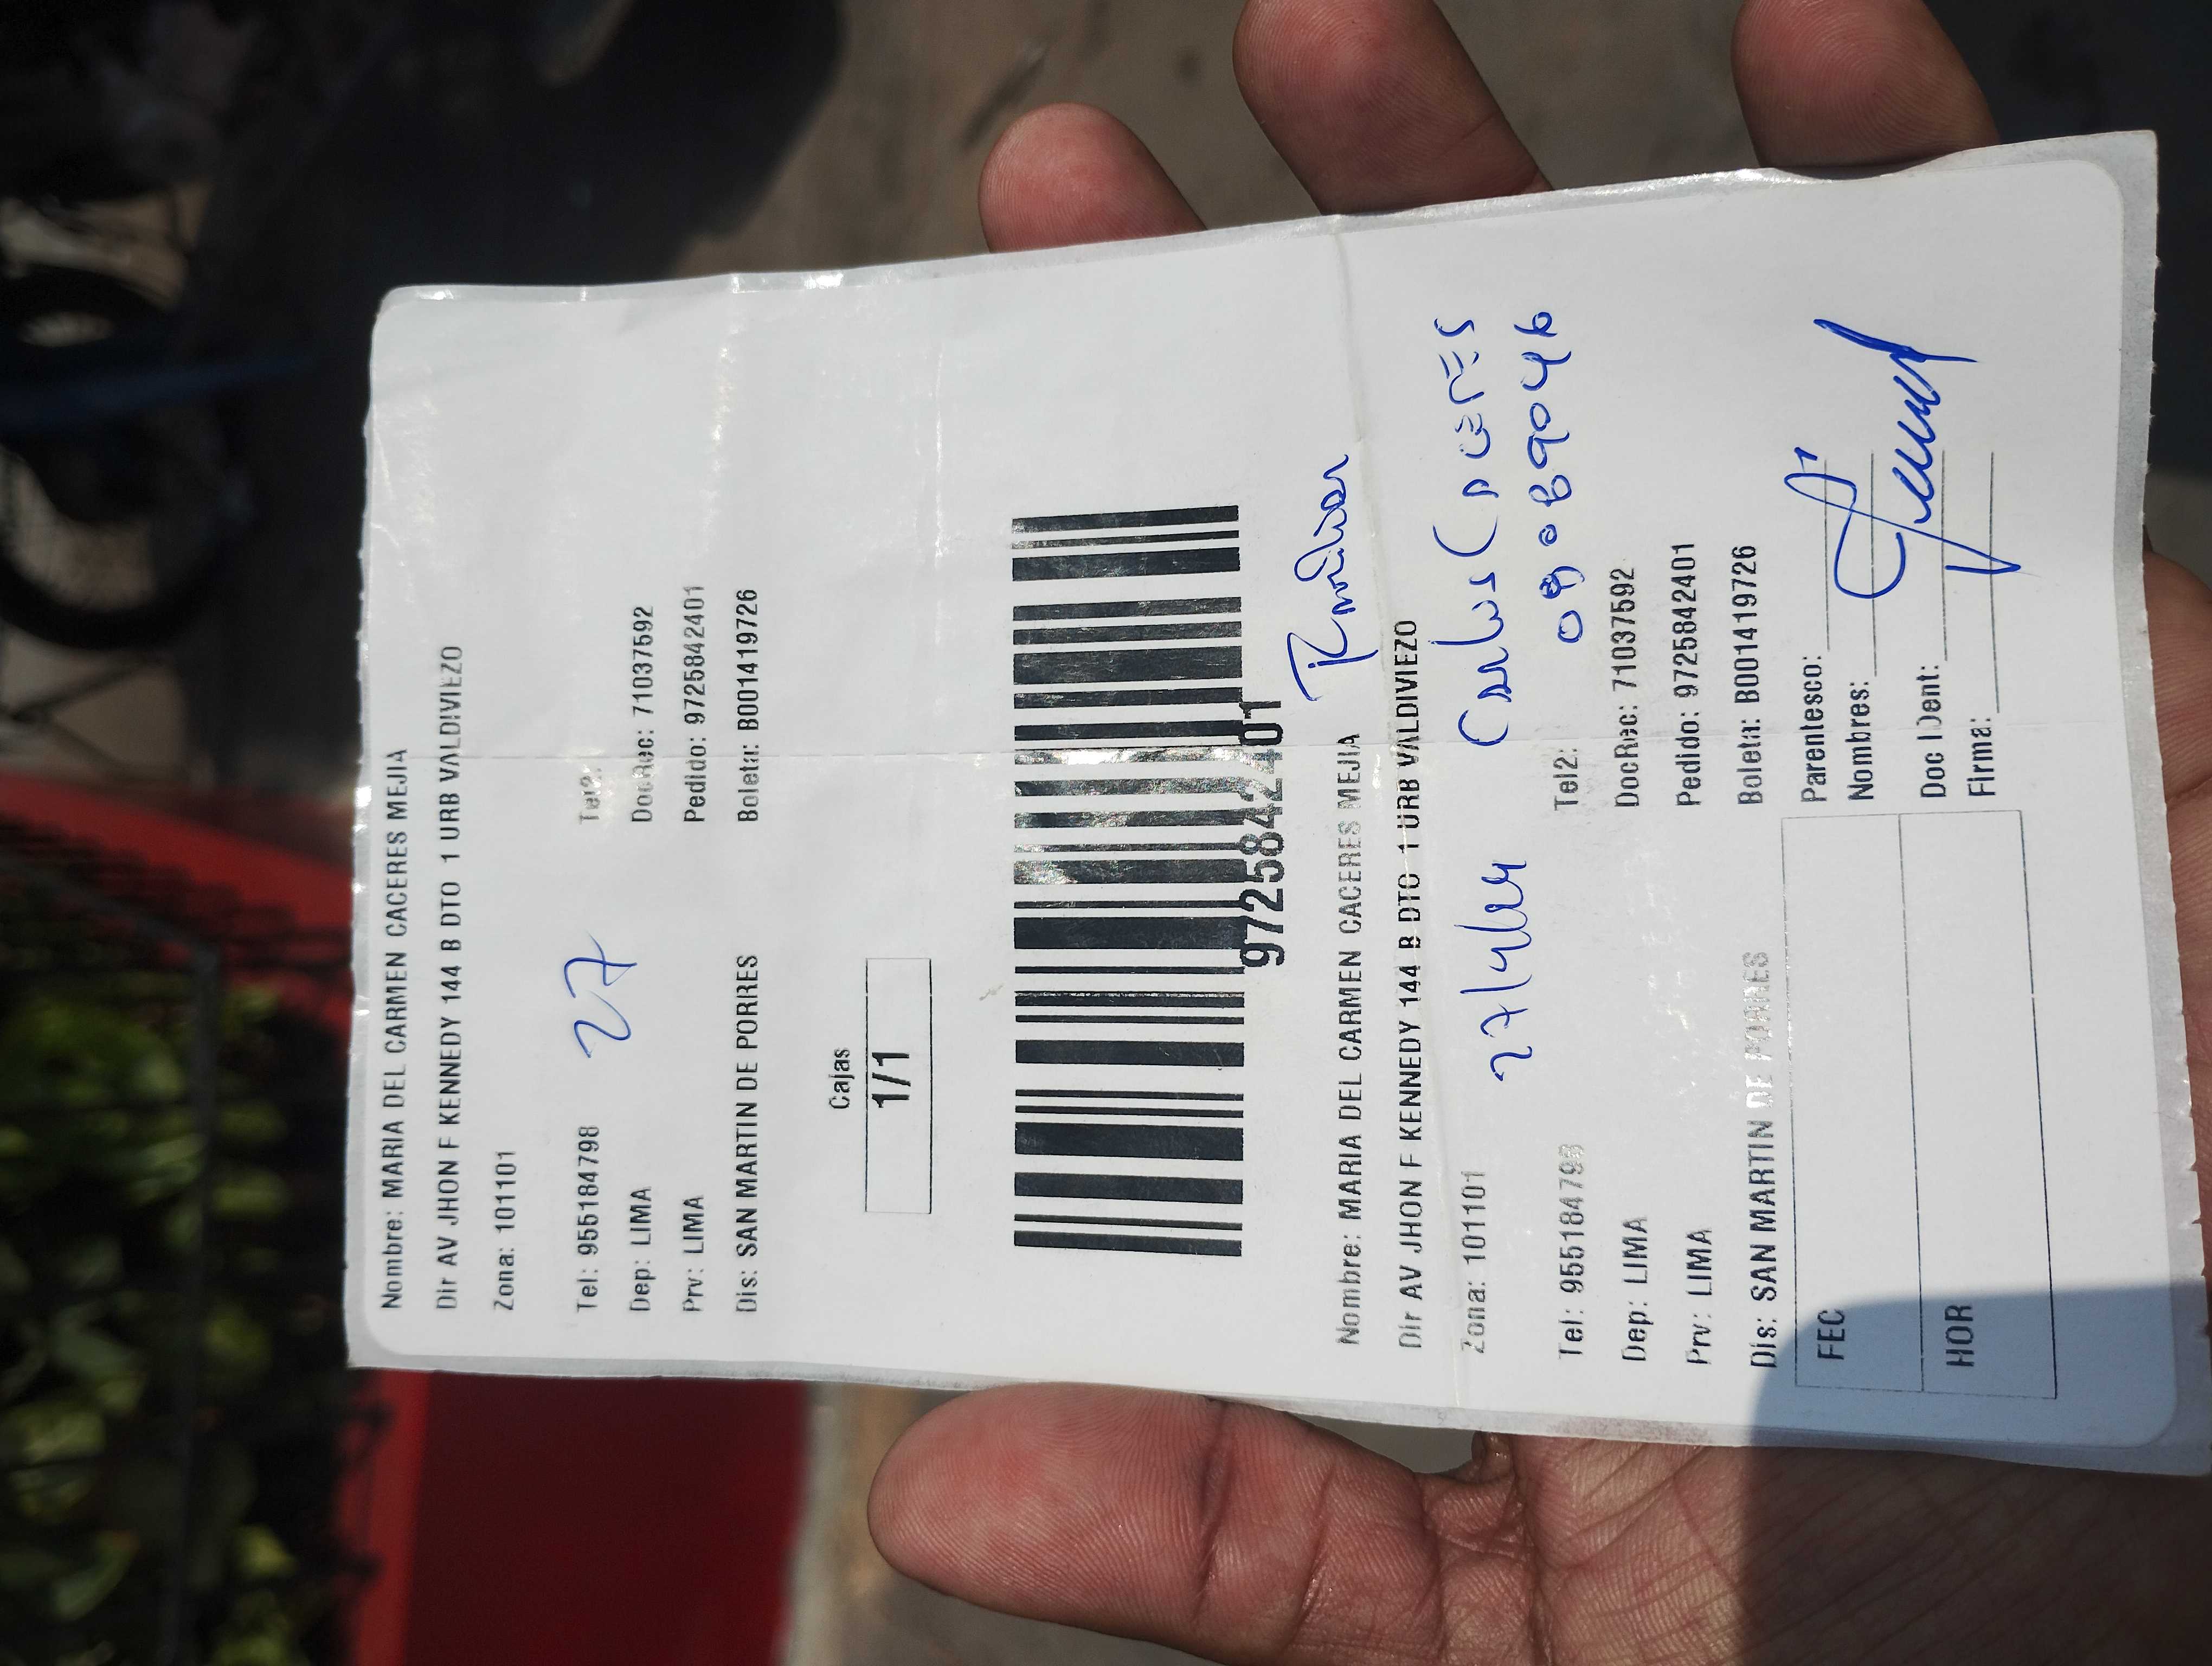 Nombre: MARIA DEL CARMEN CACERES MEJIA
Dir AV JHON F KENNEDY 144 B DTO 1 URB VALDIVIEZO
Zona: 101101
27
Tel: 955184798 Tel2:
Dep: LIMA DocRec: 71037592
Prv: LIMA Pedido: 9725842401
Dis: SAN MARTIN DE PORRES Boleta: B001419726
Cajas
1/1
9725842401
Nombre: MARIA DEL CARMEN CACERES MEJIA
Dir AV JHON F KENNEDY 144 B DTO 1 URB VALDIVIEZO
Zona: 101101
Carlos Caceres
Tel: 955184798 Tel2:
Dep: LIMA DocRec: 71037592
Prv: LIMA Pedido: 9725842401
Dis: SAN MARTIN DE PORRES Boleta: B001419726
FEC Parentesco:
Nombres:
HOR Doc IDent:
Firma: